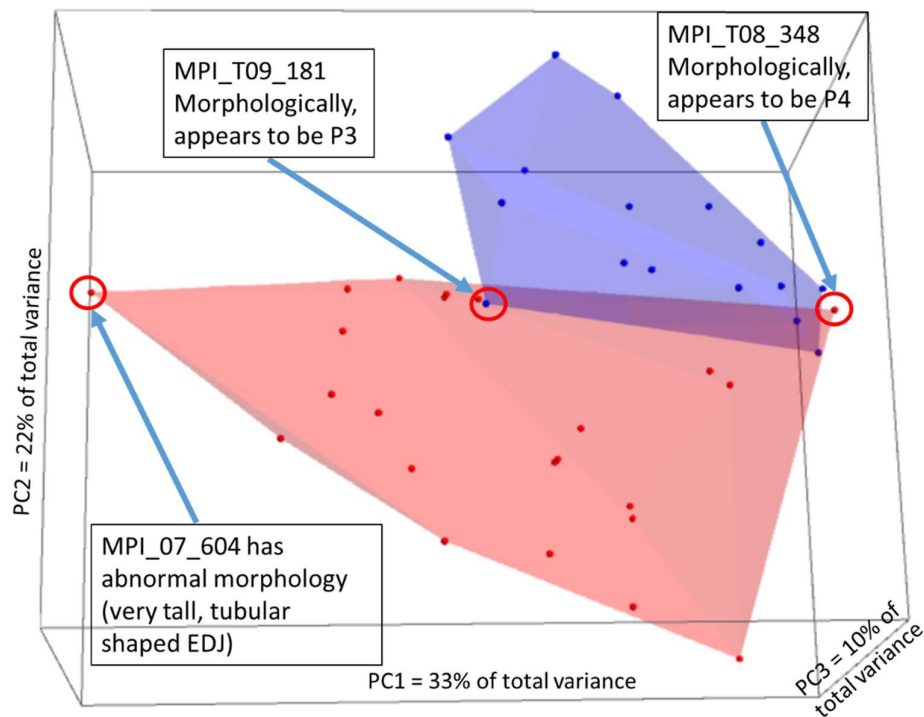 MPI_T09_181
Morphologically,
appears to be P3
MPI_T08_348
Morphologically,
appears to be P4
PC2 = 22% of total variance
MPI_07_604 has
abnormal morphology
(very tall, tubular
shaped EDJ)
PC1 = 33% of total variance
PC3 = 10% of
total variance